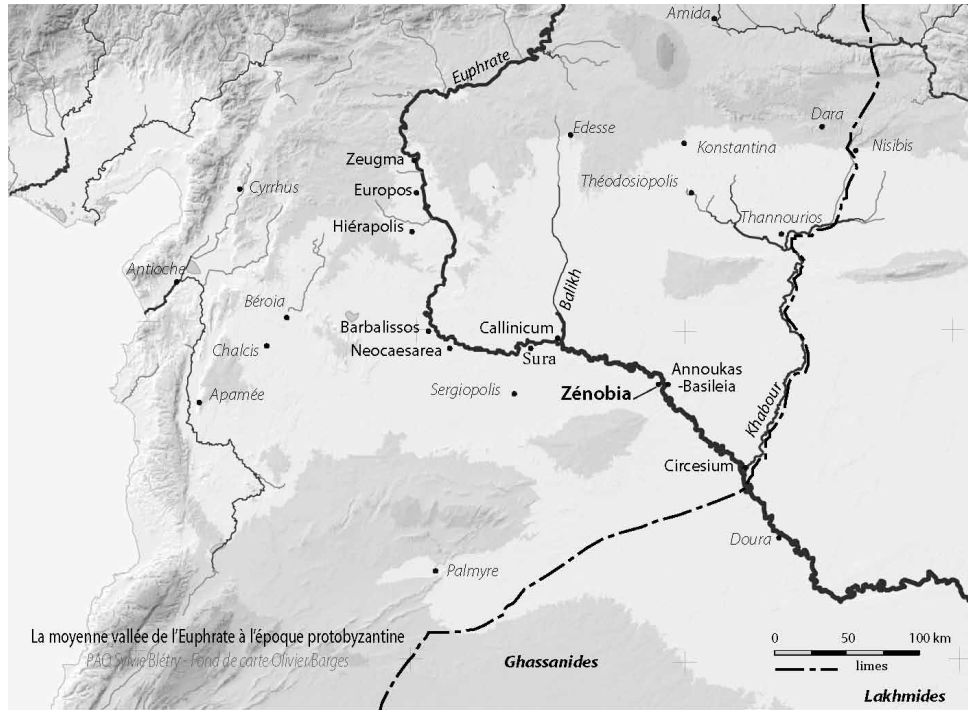 Amida
Euphrate
Dara
Edesse
Konstantina
Nisibis
Zeugma
Théodosiopolis
Cyrrhus
Europos
Thannourios
Hiérapolis
Antioche
Balikh
Béroia
Barbalissos
Callinicum
Chalcis
Neocaesarea
Sura
Annoukas
-Basileia
Apamée
Sergiopolis
Zénobia
Khabour
Circesium
Doura
Palmyre
La moyenne vallée de l'Euphrate à l'époque protobyzantine
PAO Sylvie Blétry - Fond de carte Olivier Barges
Ghassanides
0 50 100 km
limes
Lakhmides